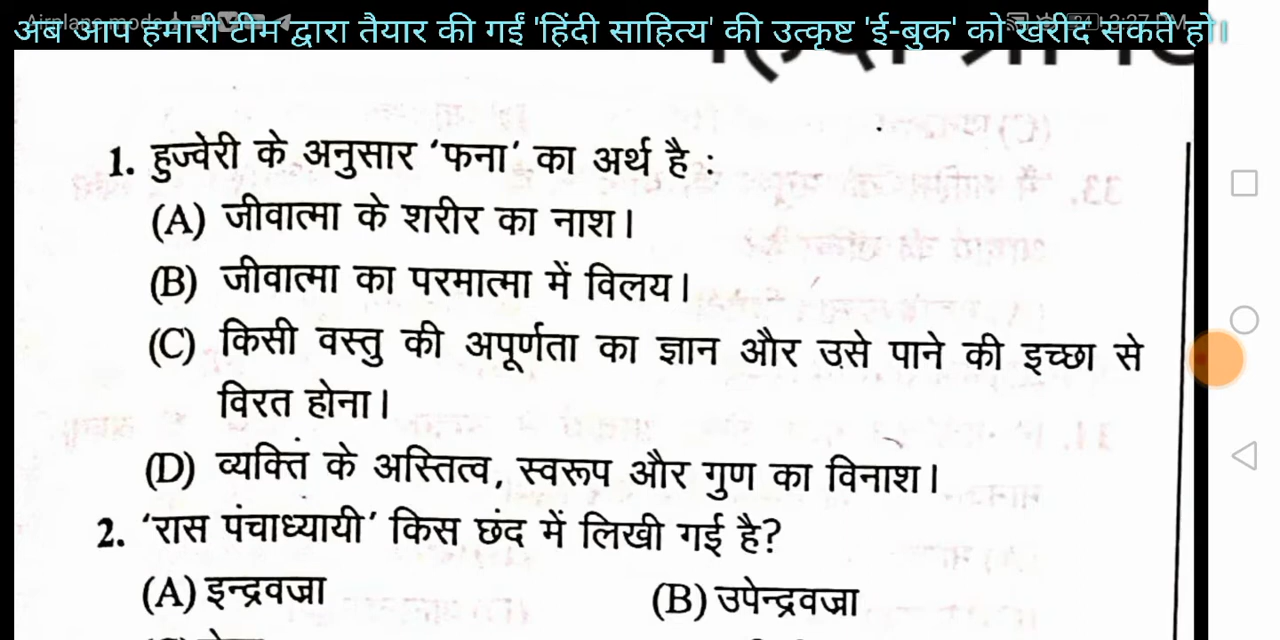 अब आप हमारी टीम द्वारा तैयार की गईं 'हिंदी साहित्य' की उत्कृष्ट 'ई-बुक' को खरीद सकते हो।
1. हुज्वेरी के अनुसार ‘फना’ का अर्थ है :
(A) जीवात्मा के शरीर का नाश।
(B) जीवात्मा का परमात्मा में विलय।
(C) किसी वस्तु की अपूर्णता का ज्ञान और उसे पाने की इच्छा से
विरत होना।
(D) व्यक्ति के अस्तित्व, स्वरूप और गुण का विनाश।
2. ‘रास पंचाध्यायी’ किस छंद में लिखी गई है?
(A) इन्द्रवज्रा (B) उपेन्द्रवज्रा